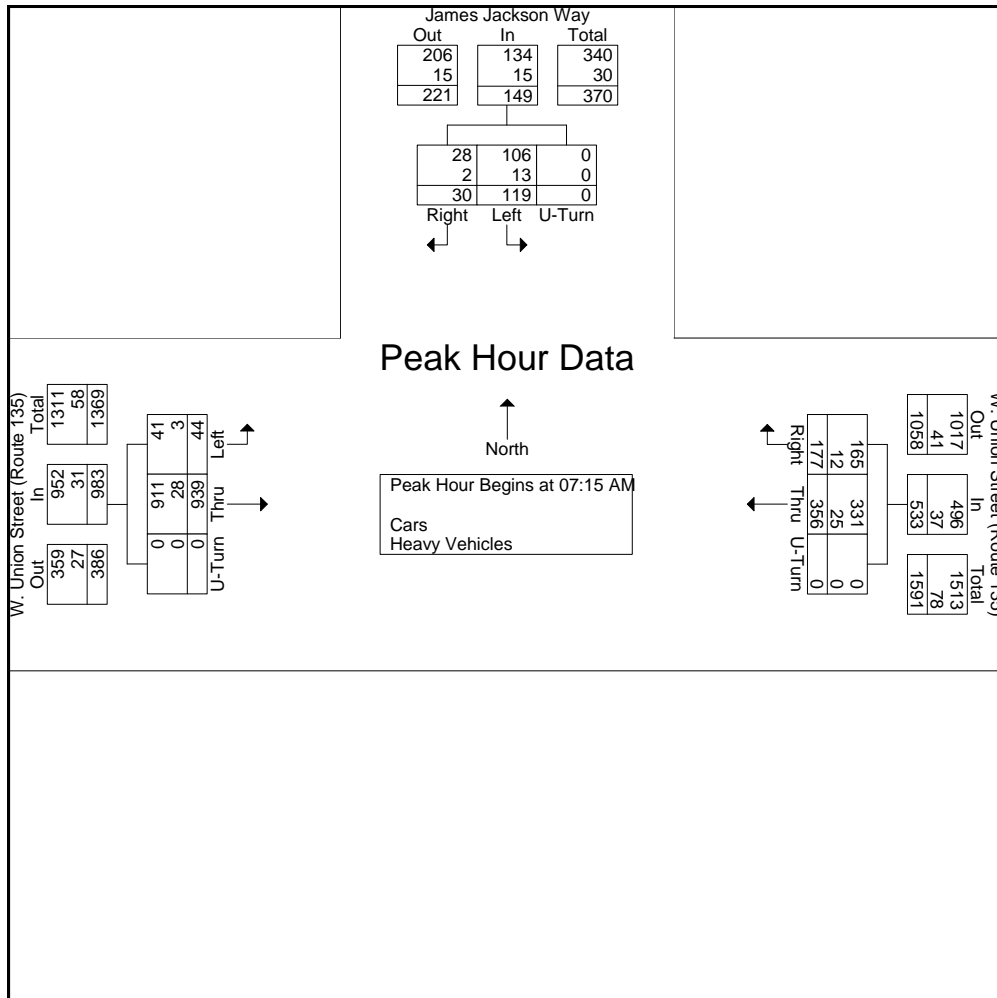 James Jackson Way
Out In Total
206 134 340
15 15 30
221 149 370
28 106 0
2 13 0
30 119 0
Right Left U-Turn
Peak Hour Data
North
Peak Hour Begins at 07:15 AM
Cars
Heavy Vehicles
W. Union Street (Route 135)
Total In Out
1311 952 359
58 31 27
1369 983 386
41 911 0
3 28 0
44 939 0
Left Thru U-Turn
W. Union Street (Route 135)
Out In Total
1017 496 1513
41 37 78
1058 533 1591
165 331 0
12 25 0
177 356 0
Right Thru U-Turn